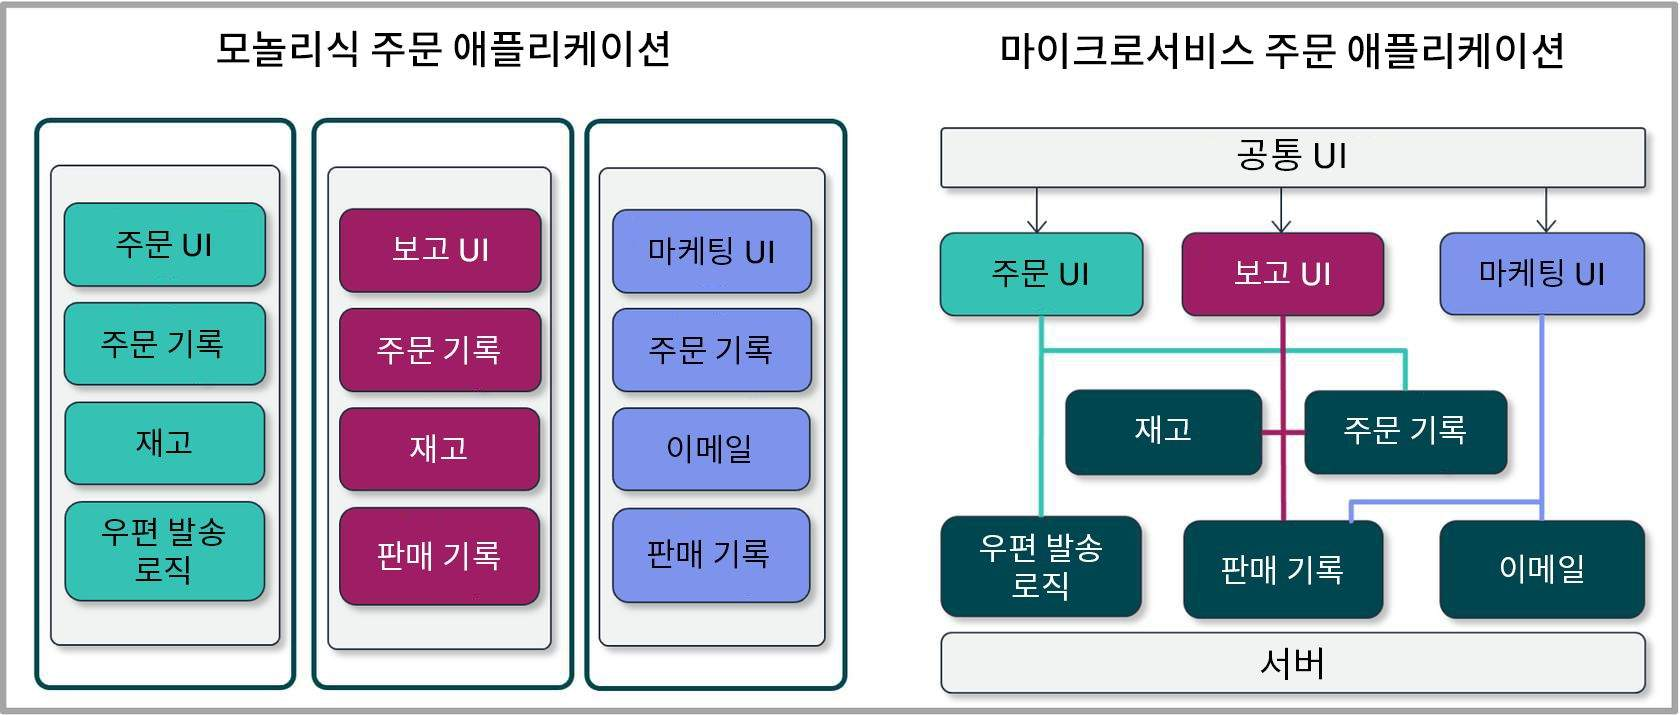 모놀리식 주문 애플리케이션
주문 UI
주문 기록
재고
우편 발송
로직
보고 UI
주문 기록
재고
판매 기록
마케팅 UI
주문 기록
이메일
판매 기록
마이크로서비스 주문 애플리케이션
공통 UI
주문 UI
보고 UI
마케팅 UI
재고
주문 기록
우편 발송
로직
판매 기록
이메일
서버